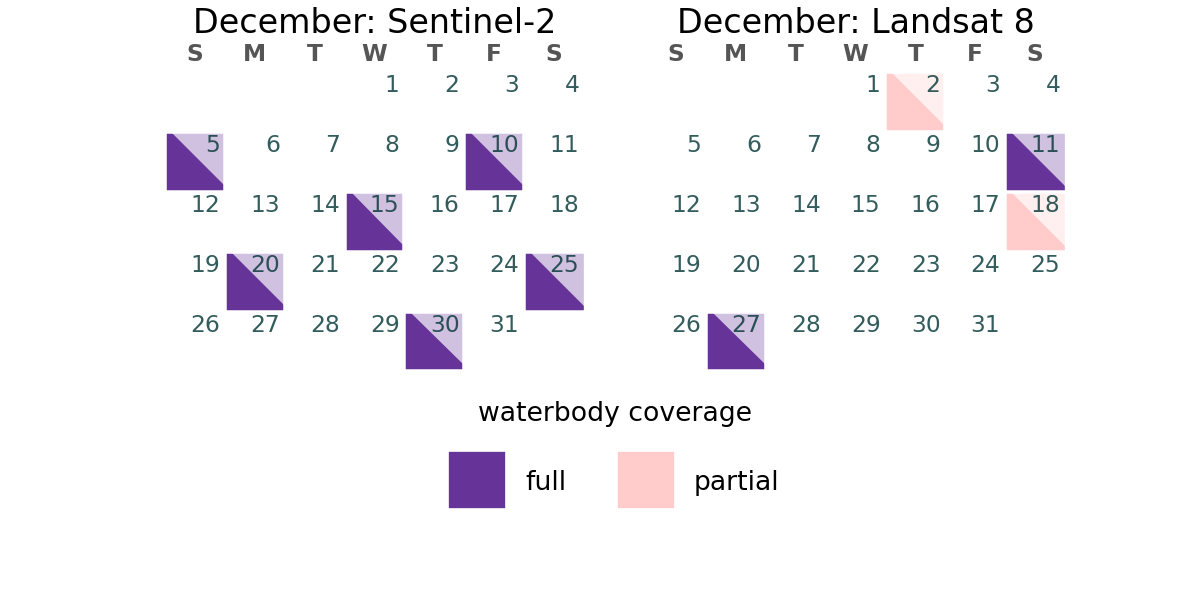 December: Sentinel-2
S M T W T F S
1 2 3 4
5 6 7 8 9 10 11
12 13 14 15 16 17 18
19 20 21 22 23 24 25
26 27 28 29 30 31
December: Landsat 8
S M T W T F S
1 2 3 4
5 6 7 8 9 10 11
12 13 14 15 16 17 18
19 20 21 22 23 24 25
26 27 28 29 30 31
waterbody coverage
full partial